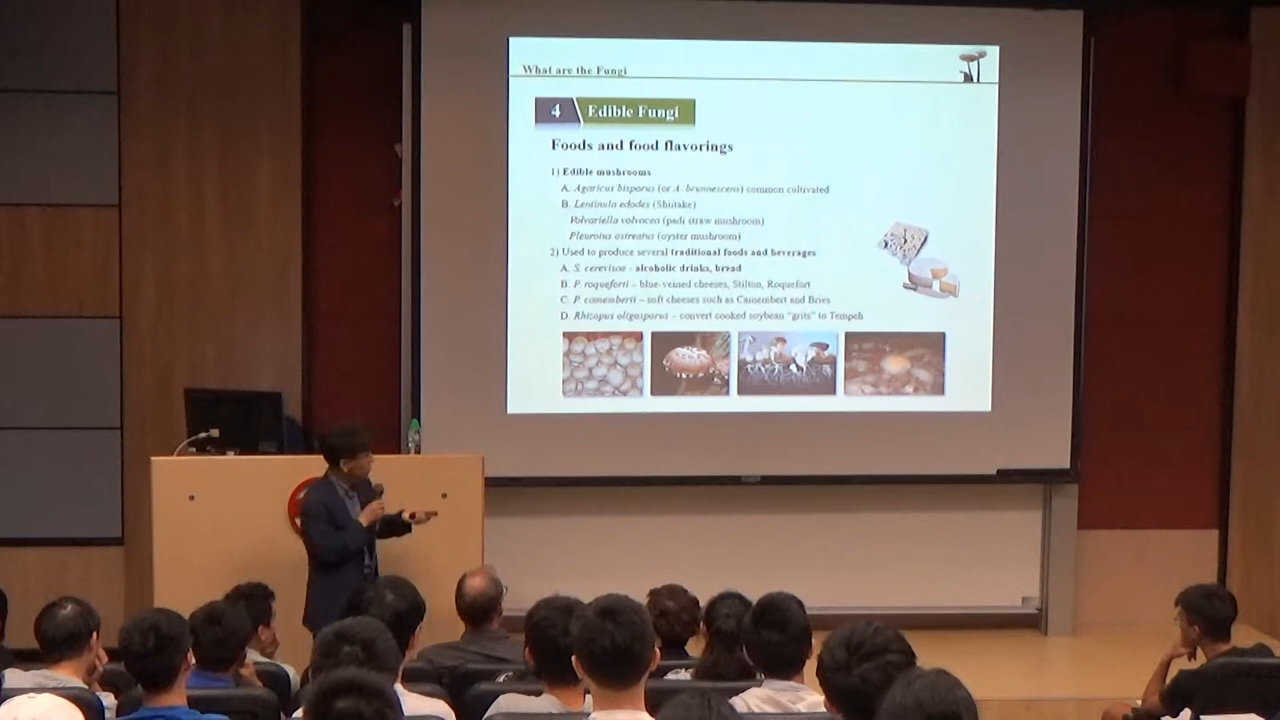 What are the Fungi
4 Edible Fungi
Foods and food flavorings
1) Edible mushrooms
A. Agaricus bisporus (or A. brunnescens) common cultivated
B. Lentinula edodes (Shiitake)
Volvariella volvacea (padi straw mushroom)
Pleurotus ostreatus (oyster mushroom)
2) Used to produce several traditional foods and beverages
A. S. cerevisae - alcoholic drinks, bread
B. P. roqueforti – blue-veined cheeses, Stilton, Roquefort
C. P. camemberti – soft cheeses such as Camembert and Bries
D. Rhizopus oligosporus – convert cooked soybean “grits” to Tempeh